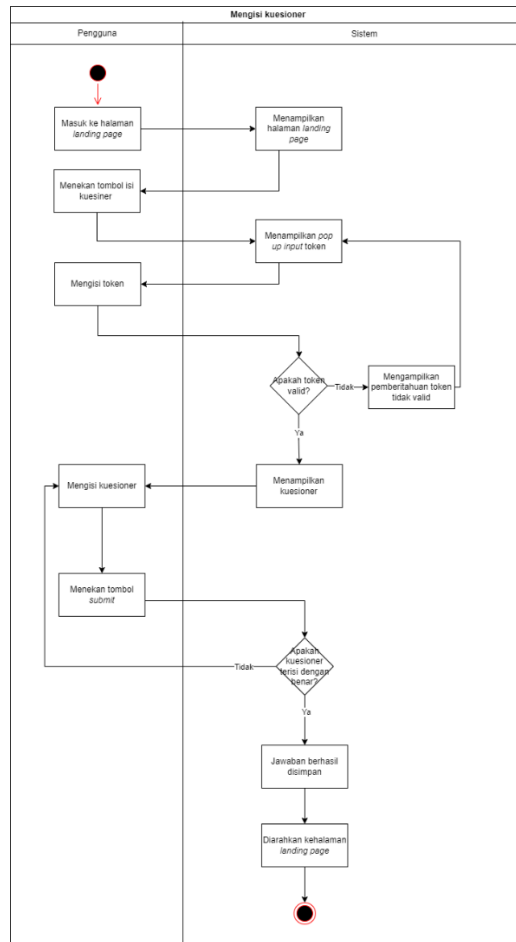 Mengisi kuesioner
Pengguna
Sistem
Masuk ke halaman
landing page
Menampilkan
halaman landing
page
Menekan tombol isi
kuesiner
Menampilkan pop
up input token
Mengisi token
Apakah token
valid?
Tidak
Mengampilkan
pemberitahuan token
tidak valid
Ya
Menampilkan
kuesioner
Mengisi kuesioner
Menekan tombol
submit
Apakah
kuesioner
terisi dengan
benar?
Tidak
Ya
Jawaban berhasil
disimpan
Diarahkan kehalaman
landing page